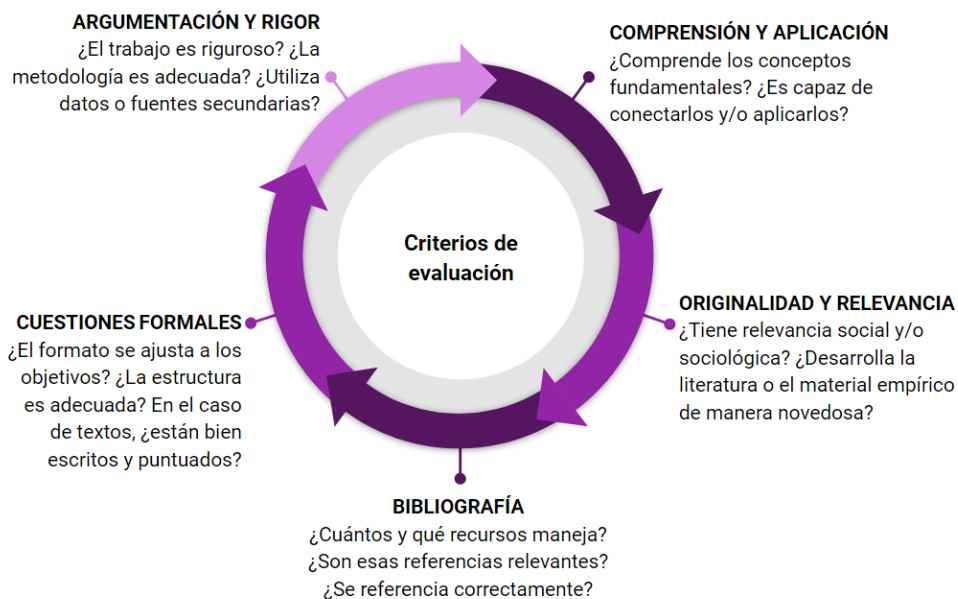 ARGUMENTACIÓN Y RIGOR
¿El trabajo es riguroso? ¿La
metodología es adecuada? ¿Utiliza
datos o fuentes secundarias?
COMPRENSIÓN Y APLICACIÓN
¿Comprende los conceptos
fundamentales? ¿Es capaz de
conectarlos y/o aplicarlos?
Criterios de
evaluación
ORIGINALIDAD Y RELEVANCIA
¿Tiene relevancia social y/o
sociológica? ¿Desarrolla la
literatura o el material empírico
de manera novedosa?
CUESTIONES FORMALES
¿El formato se ajusta a los
objetivos? ¿La estructura
es adecuada? En el caso
de textos, ¿están bien
escritos y puntuados?
BIBLIOGRAFÍA
¿Cuántos y qué recursos maneja?
¿Son esas referencias relevantes?
¿Se referencia correctamente?